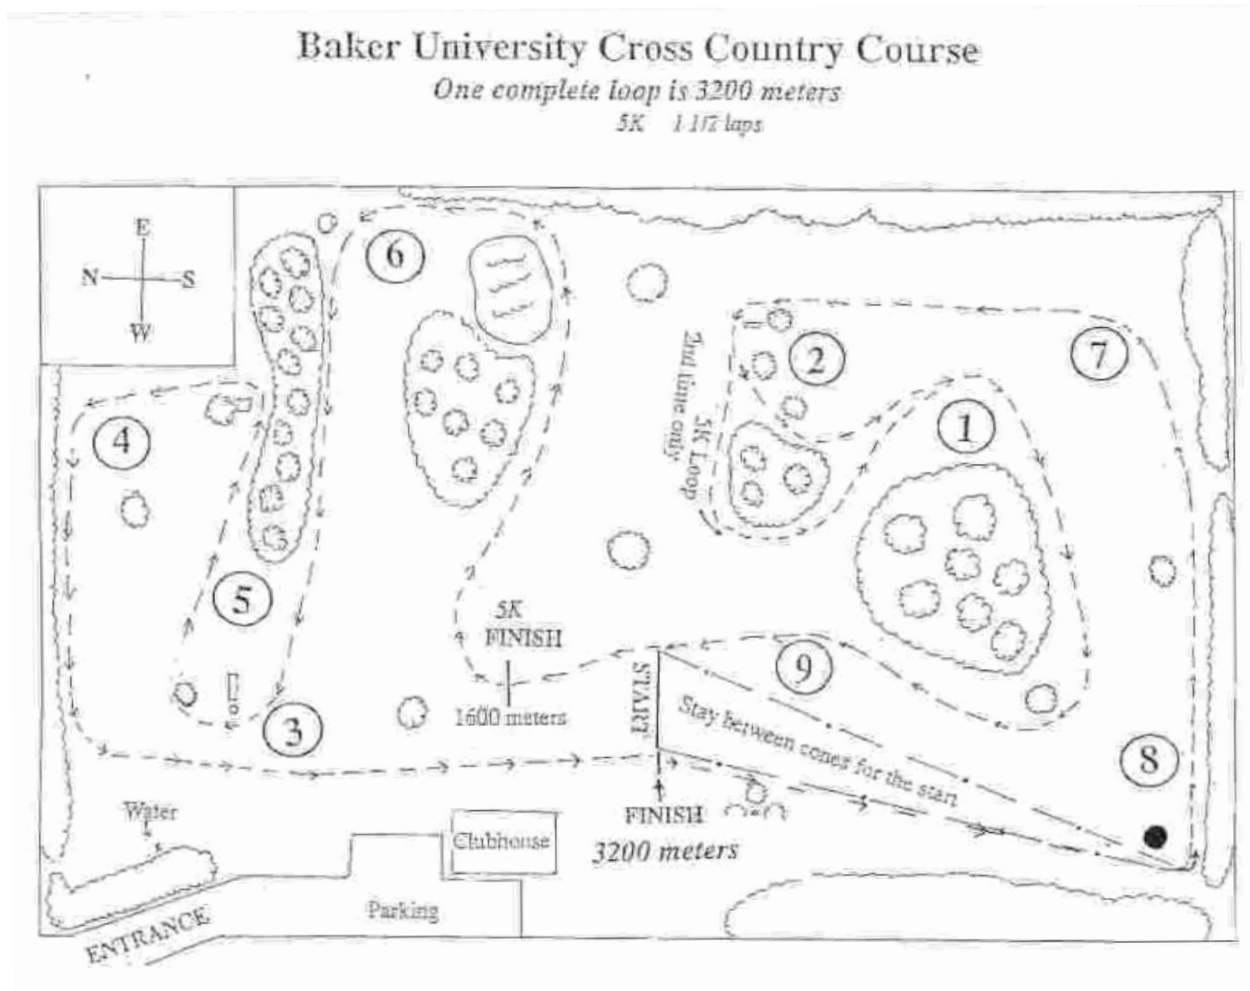 Baker University Cross Country Course
One complete loop is 3200 meters
5K 1 1/2 laps
E
N S
W
6
7
2
2nd time only
5K Loop
1
4
5
5K
FINISH
1600 meters
START
9
Stay between cones for the start
3
8
FINISH
3200 meters
Water
Clubhouse
Parking
ENTRANCE